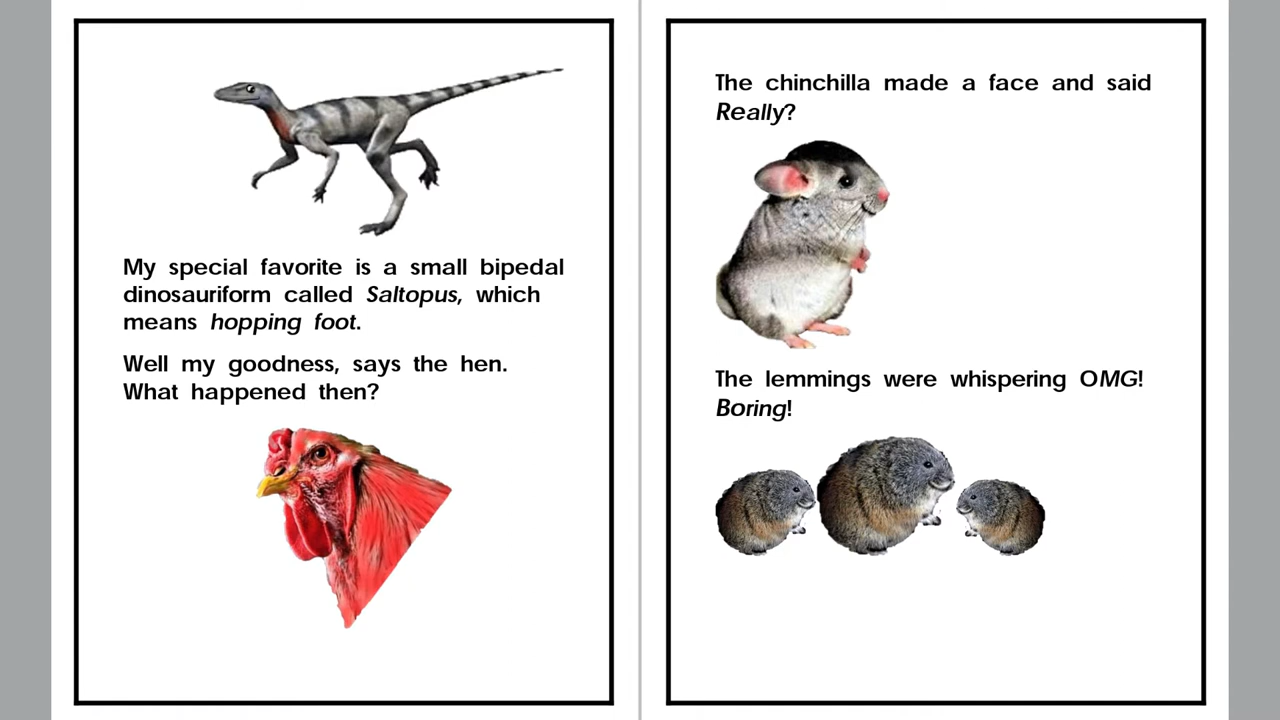 My special favorite is a small bipedal
dinosauriform called Saltopus, which
means hopping foot.
Well my goodness, says the hen.
What happened then?
The chinchilla made a face and said
Really?
The lemmings were whispering OMG!
Boring!